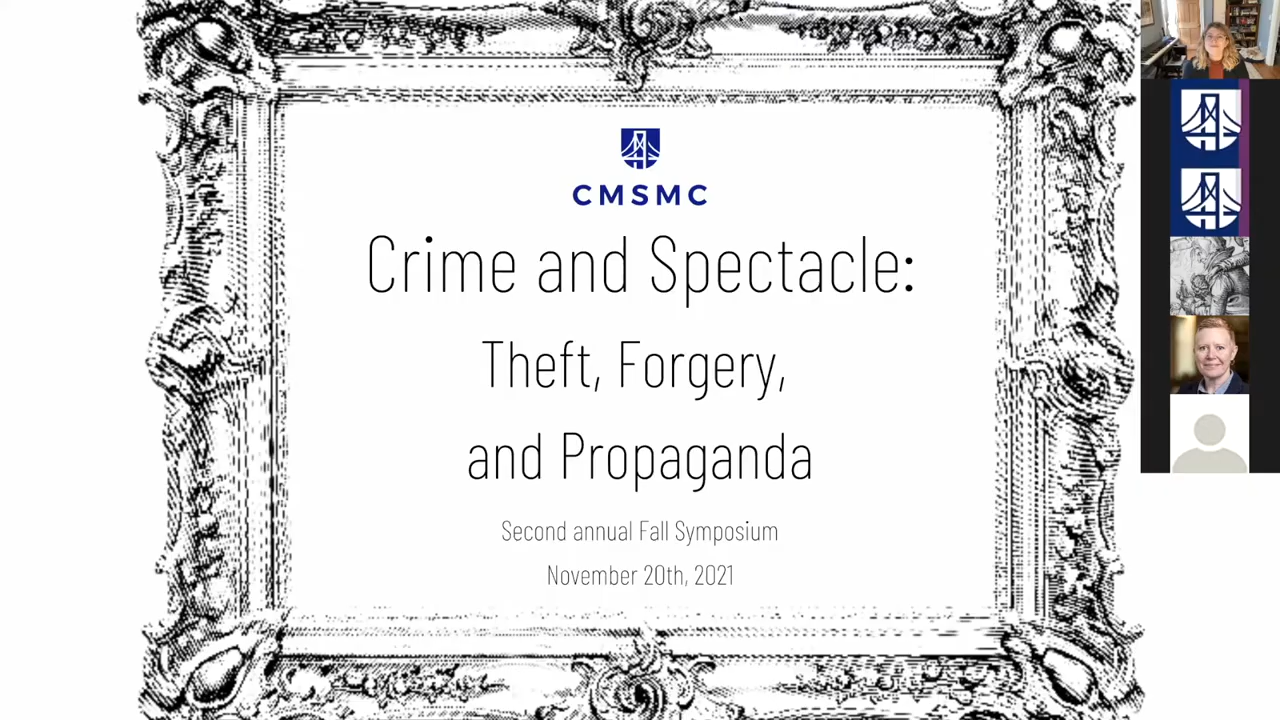 CMSMC
Crime and Spectacle:
Theft, Forgery,
and Propaganda
Second annual Fall Symposium
November 20th, 2021